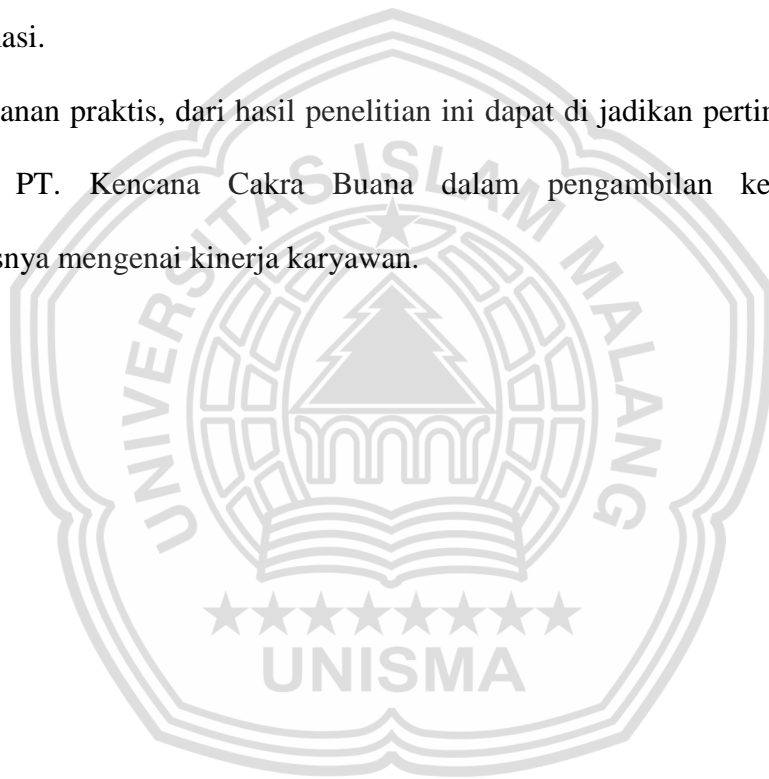 asi.
anan praktis, dari hasil penelitian ini dapat di jadikan pertin
PT. Kencana Cakra Buana dalam pengambilan ke
snya mengenai kinerja karyawan.
UNIVERSITAS ISLAM MALANG
UNISMA